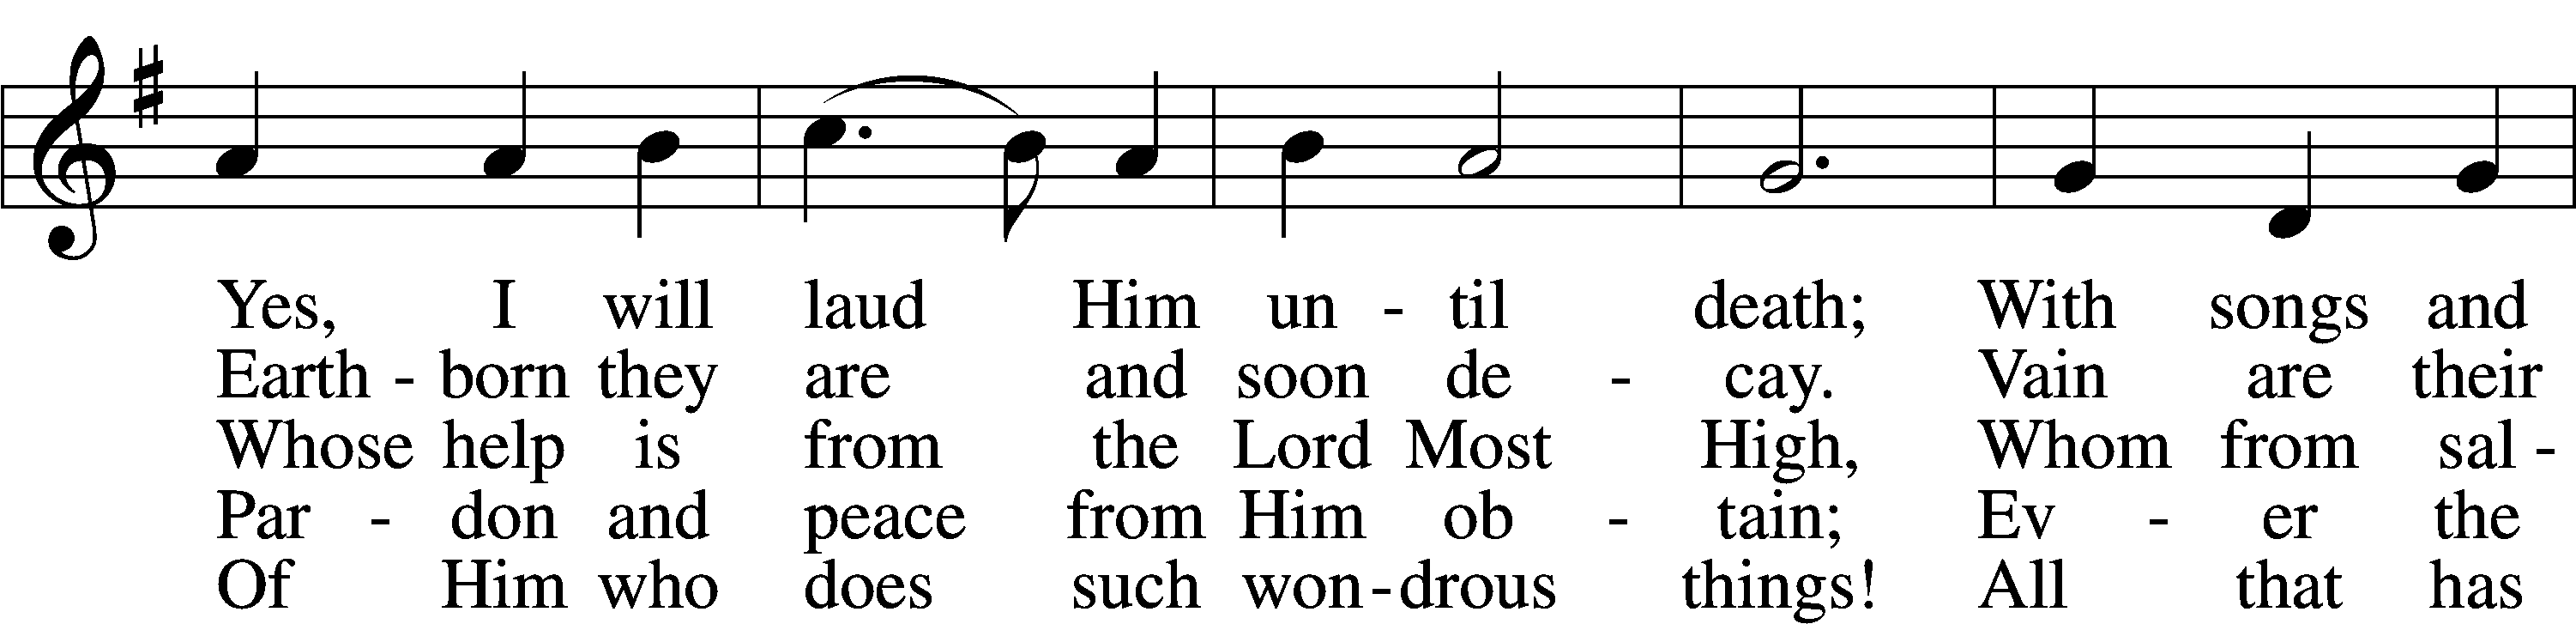 Yes, I will laud Him un - til death; With songs and
Earth - born they are and soon de - cay. Vain are their
Whose help is from the Lord Most High, Whom from sal -
Par - don and peace from Him ob - tain; Ev - er the
Of Him who does such won - drous things! All that has